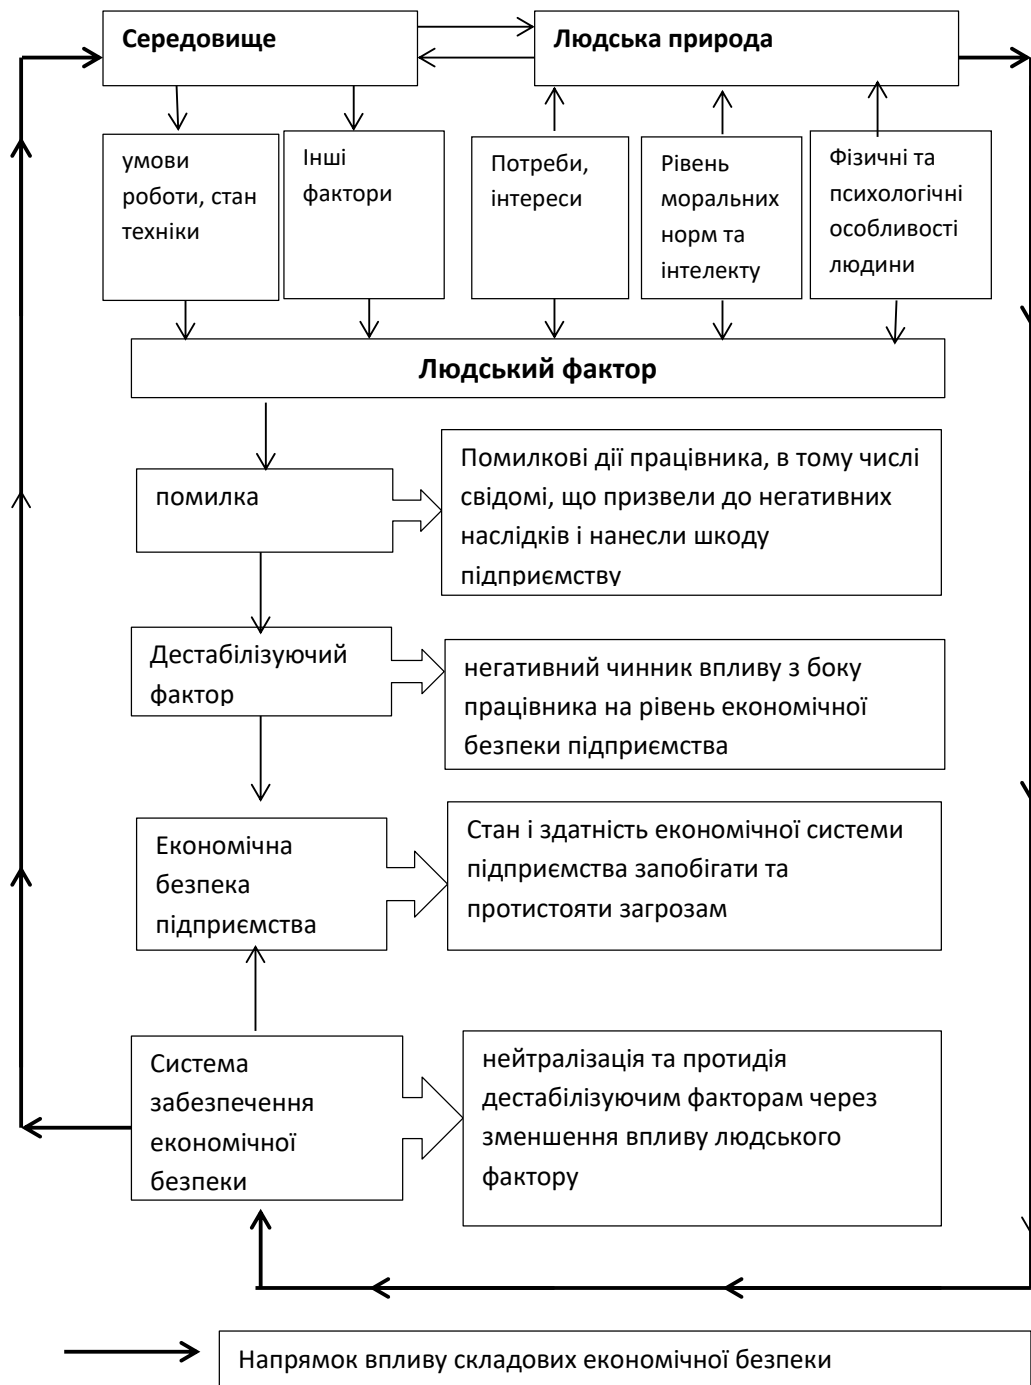 Середовище
Людська природа
умови
роботи, стан
техніки
Інші
фактори
Потреби,
інтереси
Рівень
моральних
норм та
інтелекту
Фізичні та
психологічні
особливості
людини
Людський фактор
помилка
Помилкові дії працівника, в тому числі
свідомі, що призвели до негативних
наслідків і нанесли шкоду
підприємству
Дестабілізуючий
фактор
негативний чинник впливу з боку
працівника на рівень економічної
безпеки підприємства
Економічна
безпека
підприємства
Стан і здатність економічної системи
підприємства запобігати та
протистояти загрозам
Система
забезпечення
економічної
безпеки
нейтралізація та протидія
дестабілізуючим факторам через
зменшення впливу людського
фактору
Напрямок впливу складових економічної безпеки